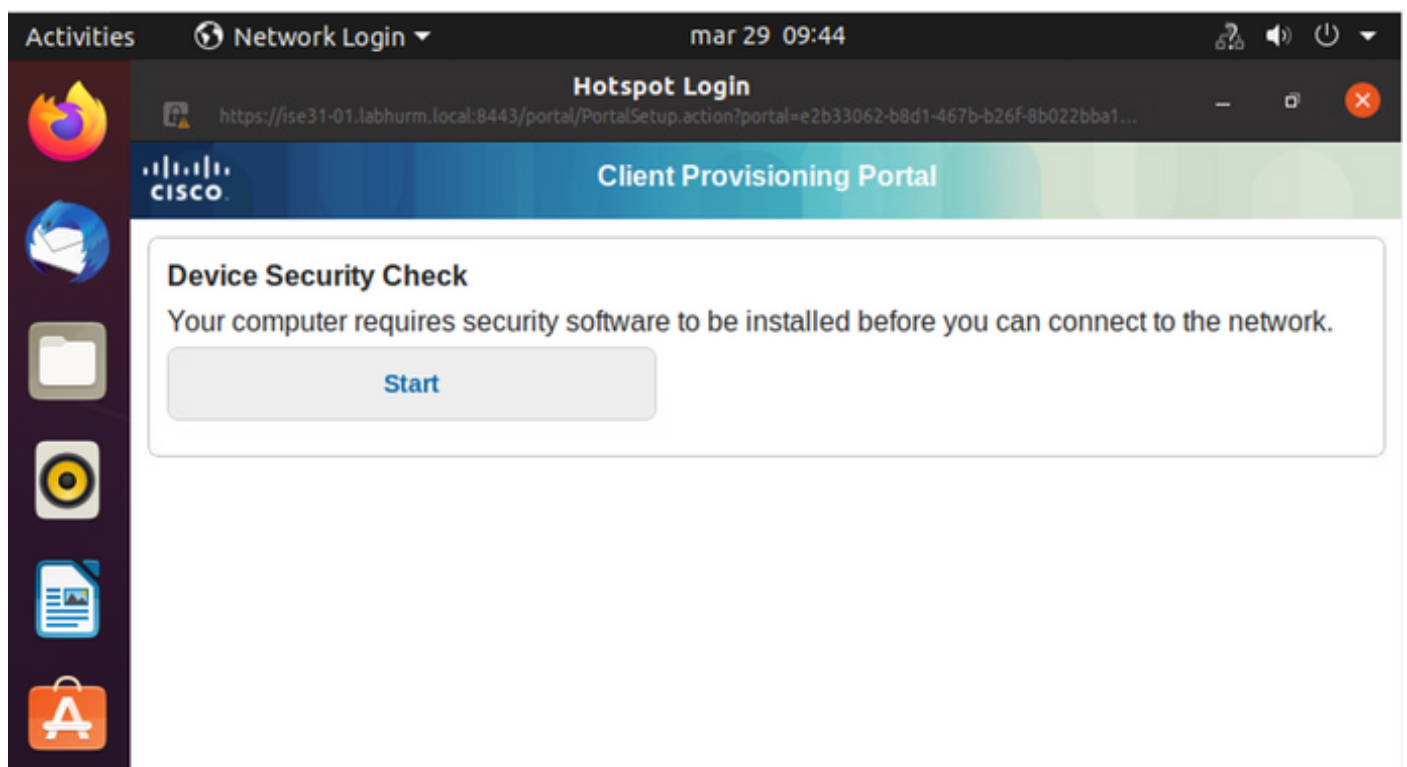 Activities Network Login mar 29 09:44
Hotspot Login
https://ise31-01.labhurm.local:8443/portal/PortalSetup.action?portal=e2b33062-b8d1-467b-b26f-8b022bba1...
CISCO Client Provisioning Portal
Device Security Check
Your computer requires security software to be installed before you can connect to the network.
Start